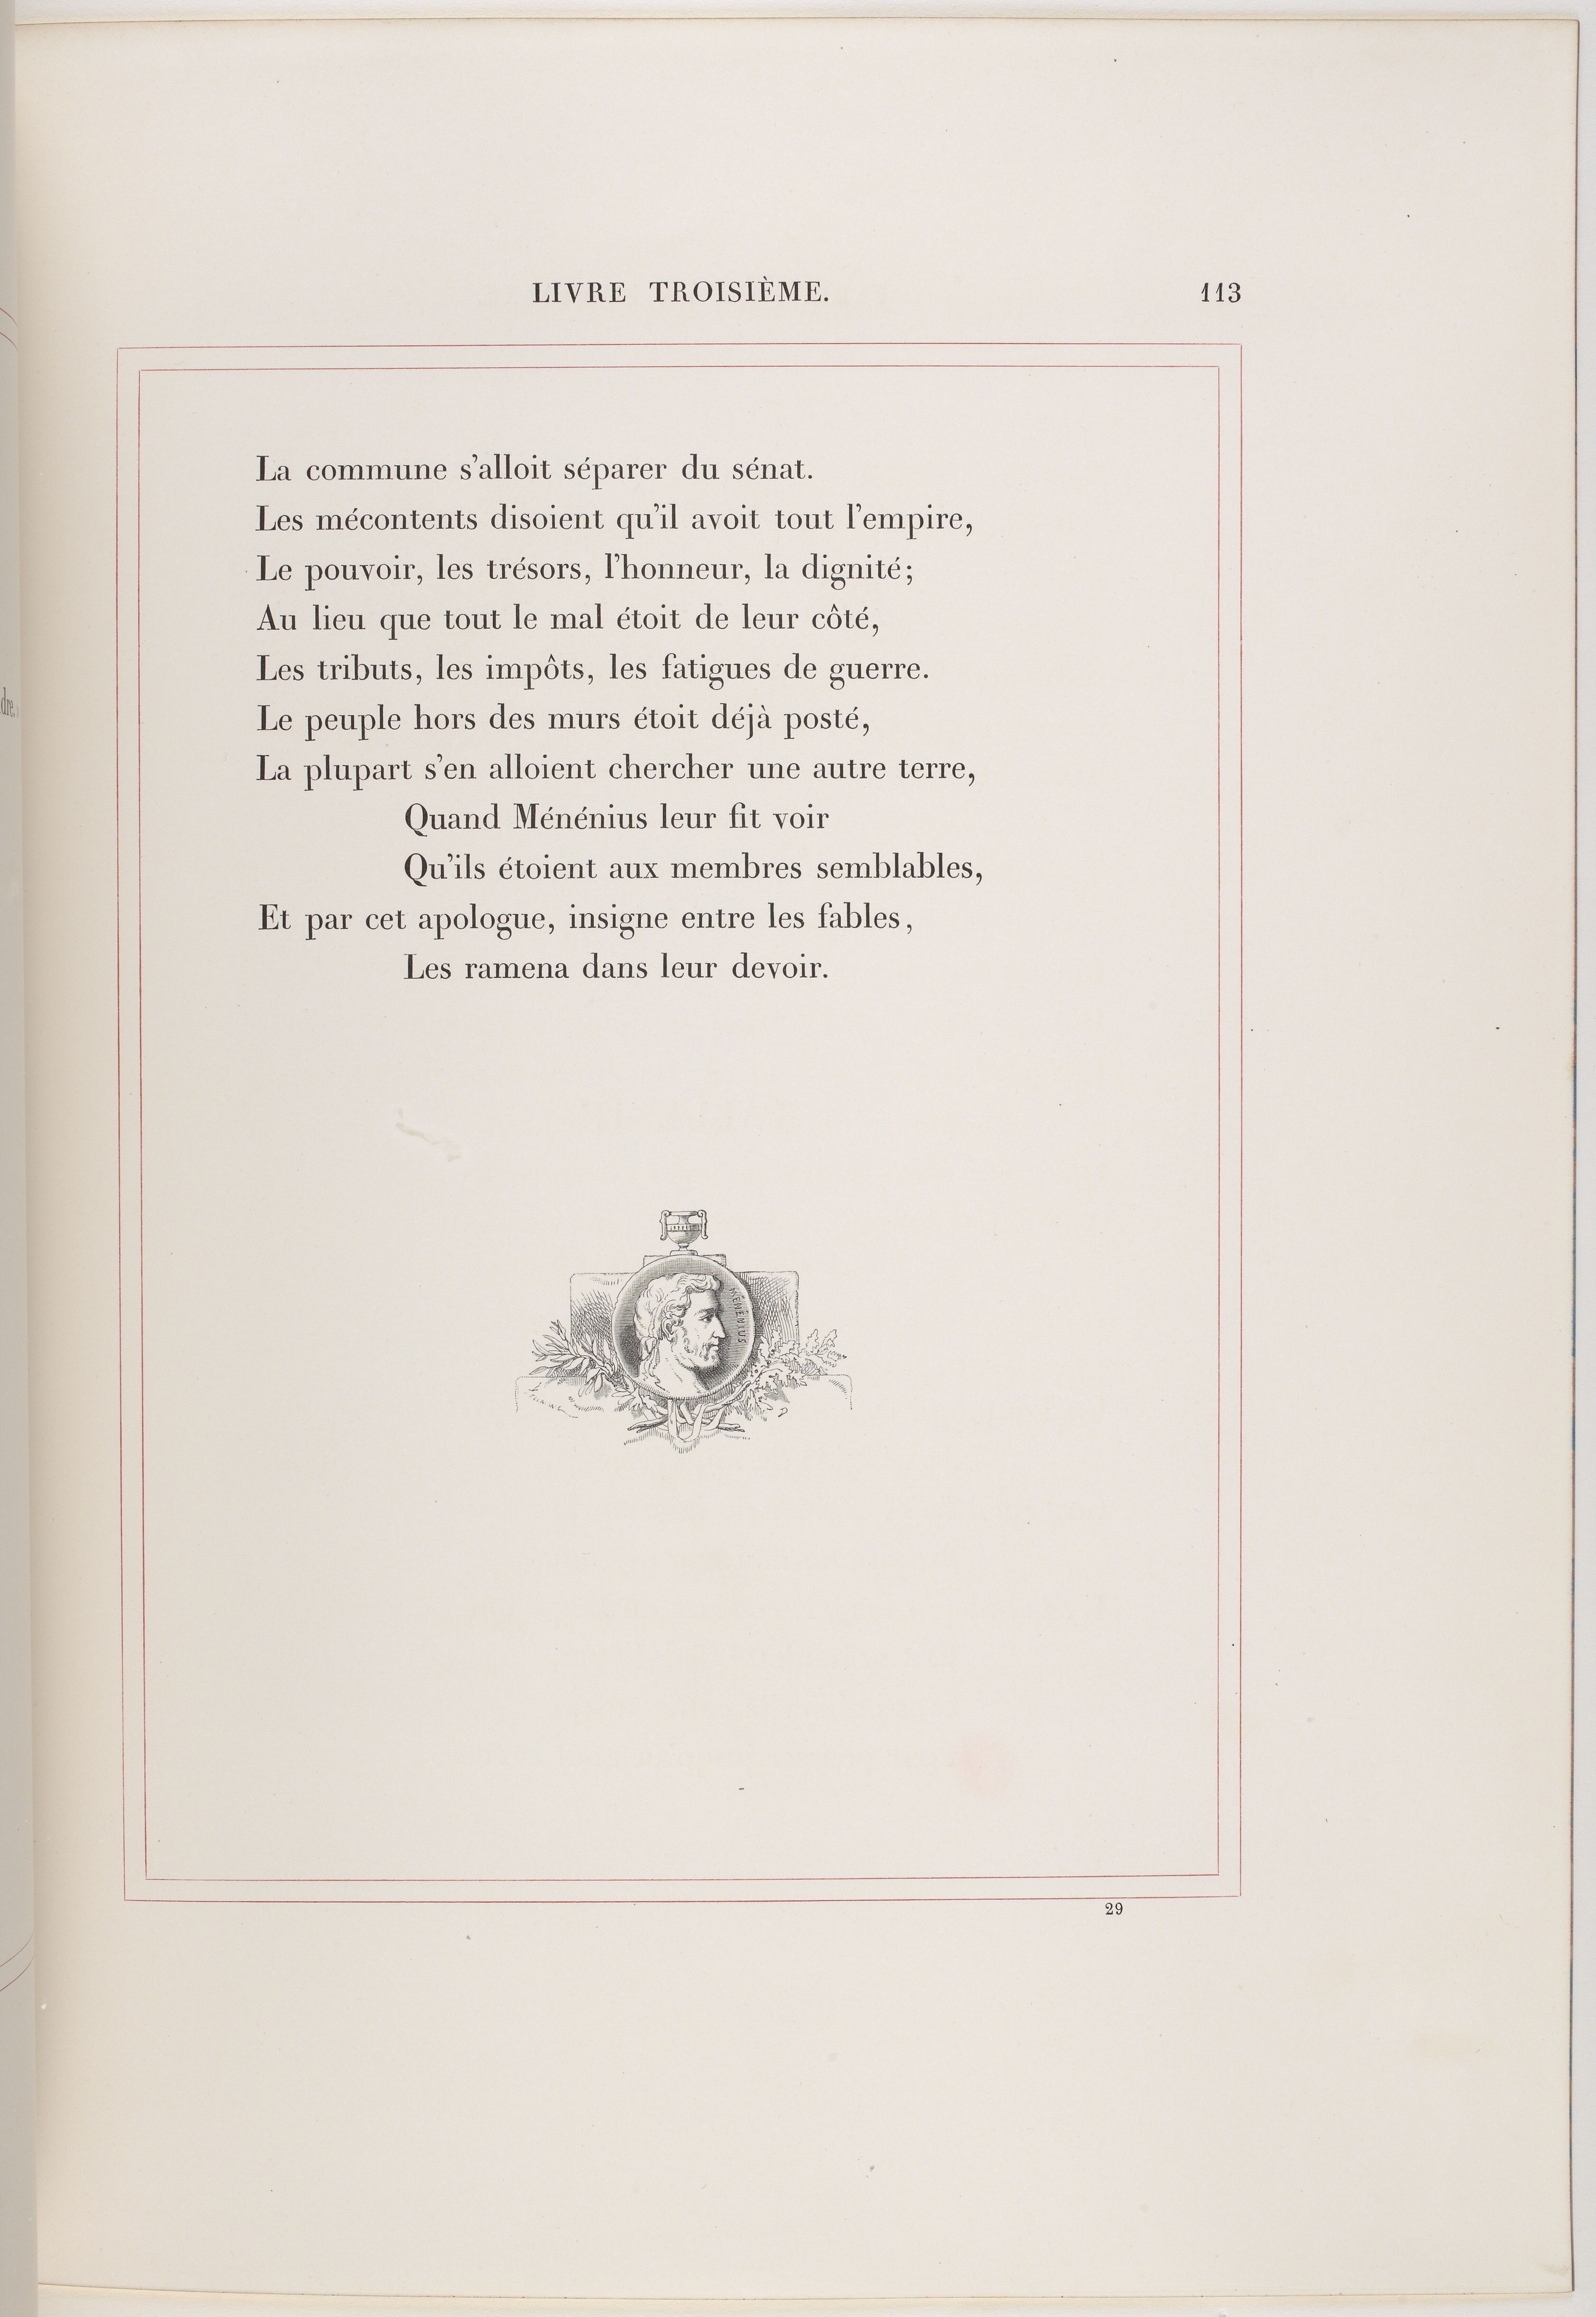 LIVRE TROISIÈME.
113
La commune s'alloit séparer du sénat.
Les mécontents disoient qu'il avoit tout l'empire,
Le pouvoir, les trésors, l'honneur, la dignité;
Au lieu que tout le mal étoit de leur côté,
Les tributs, les impôts, les fatigues de guerre.
Le peuple hors des murs étoit déjà posté,
La plupart s'en alloient chercher une autre terre,
Quand Ménénius leur fit voir
Qu'ils étoient aux membres semblables,
Et par cet apologue, insigne entre les fables,
Les ramena dans leur devoir.
MÉNÉNIUS
29
dre.